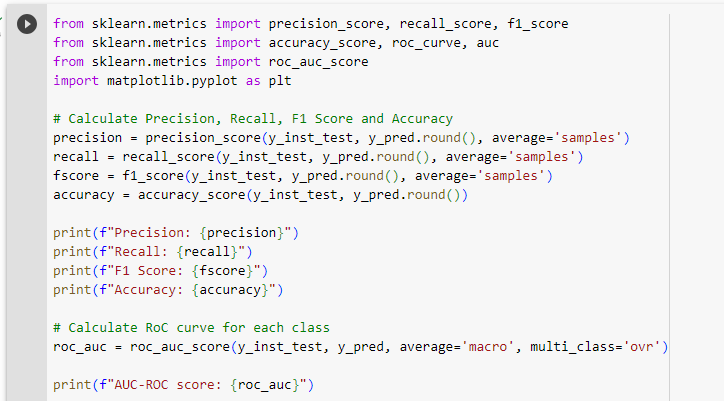 from sklearn.metrics import precision_score, recall_score, f1_score
from sklearn.metrics import accuracy_score, roc_curve, auc
from sklearn.metrics import roc_auc_score
import matplotlib.pyplot as plt
# Calculate Precision, Recall, F1 Score and Accuracy
precision = precision_score(y_inst_test, y_pred.round(), average='samples')
recall = recall_score(y_inst_test, y_pred.round(), average='samples')
fscore = f1_score(y_inst_test, y_pred.round(), average='samples')
accuracy = accuracy_score(y_inst_test, y_pred.round())
print(f"Precision: {precision}")
print(f"Recall: {recall}")
print(f"F1 Score: {fscore}")
print(f"Accuracy: {accuracy}")
# Calculate RoC curve for each class
roc_auc = roc_auc_score(y_inst_test, y_pred, average='macro', multi_class='ovr')
print(f"AUC-ROC score: {roc_auc}")